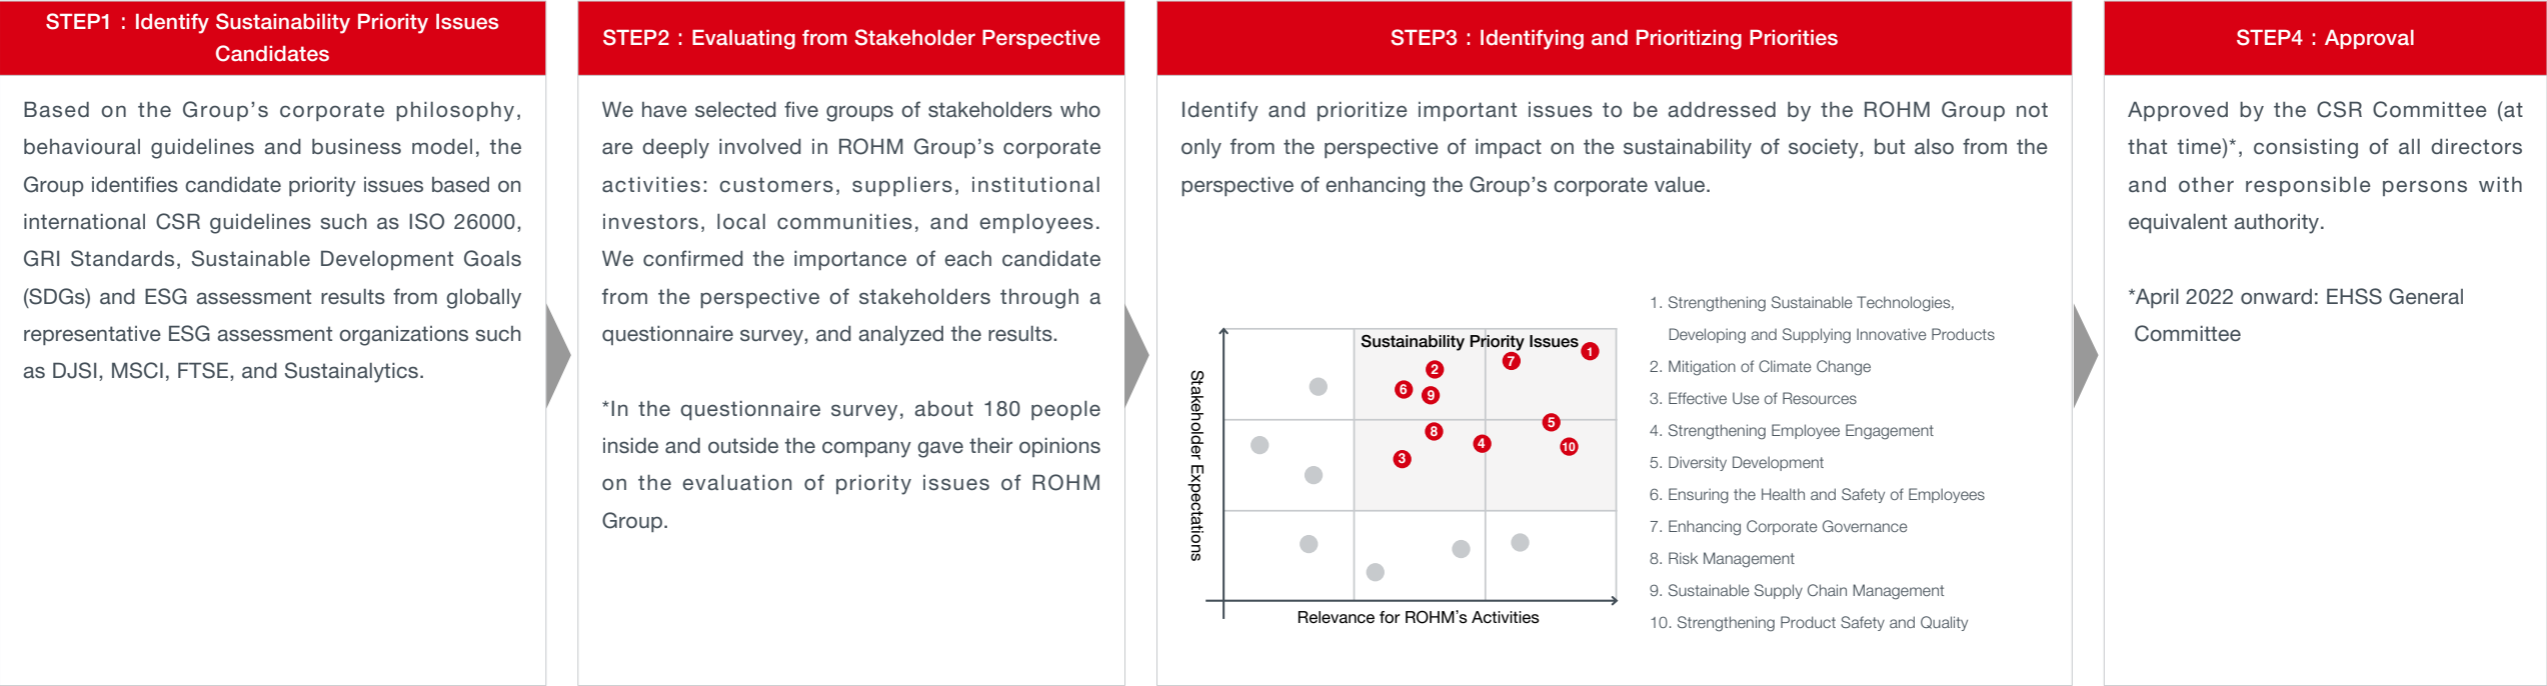 STEP1：Identify Sustainability Priority Issues
Candidates
Based on the Group’s corporate philosophy,
behavioural guidelines and business model, the
Group identifies candidate priority issues based on
international CSR guidelines such as ISO 26000,
GRI Standards, Sustainable Development Goals
(SDGs) and ESG assessment results from globally
representative ESG assessment organizations such
as DJSI, MSCI, FTSE, and Sustainalytics.
STEP2：Evaluating from Stakeholder Perspective
We have selected five groups of stakeholders who
are deeply involved in ROHM Group’s corporate
activities: customers, suppliers, institutional
investors, local communities, and employees.
We confirmed the importance of each candidate
from the perspective of stakeholders through a
questionnaire survey, and analyzed the results.
*In the questionnaire survey, about 180 people
inside and outside the company gave their opinions
on the evaluation of priority issues of ROHM
Group.
STEP3：Identifying and Prioritizing Priorities
Identify and prioritize important issues to be addressed by the ROHM Group not
only from the perspective of impact on the sustainability of society, but also from the
perspective of enhancing the Group’s corporate value.
Stakeholder Expectations
Sustainability Priority Issues
1
7
2
6
9
5
8
4
10
3
Relevance for ROHM’s Activities
1. Strengthening Sustainable Technologies,
Developing and Supplying Innovative Products
2. Mitigation of Climate Change
3. Effective Use of Resources
4. Strengthening Employee Engagement
5. Diversity Development
6. Ensuring the Health and Safety of Employees
7. Enhancing Corporate Governance
8. Risk Management
9. Sustainable Supply Chain Management
10. Strengthening Product Safety and Quality
STEP4：Approval
Approved by the CSR Committee (at
that time)*, consisting of all directors
and other responsible persons with
equivalent authority.
*April 2022 onward: EHSS General
Committee